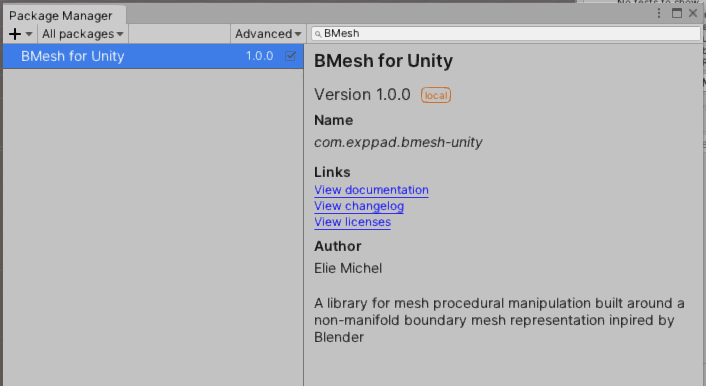 No tests to show
Package Manager
All packages
Advanced
BMesh
BMesh for Unity 1.0.0
BMesh for Unity
Version 1.0.0 local
Name
com.exppad.bmesh-unity
Links
View documentation
View changelog
View licenses
Author
Elie Michel
A library for mesh procedural manipulation built around a
non-manifold boundary mesh representation inpired by
Blender